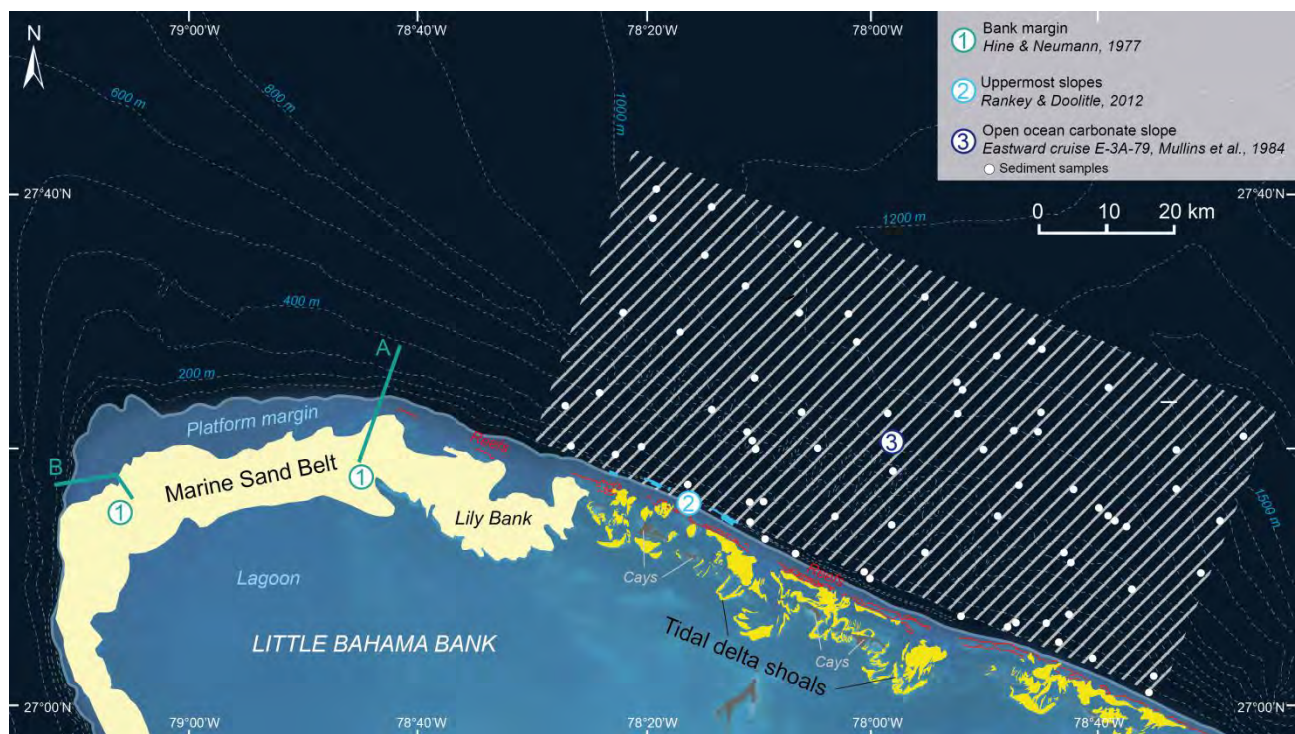 N
79°00'W
78°40'W
78°20'W
78°00'W
1
Bank margin
Hine & Neumann, 1977
2
Uppermost slopes
Rankey & Doolitle, 2012
3
Open ocean carbonate slope
Eastward cruise E-3A-79, Mullins et al., 1984
Sediment samples
600 m
800 m
1000 m
27°40'N
27°40'N
0 10 20 km
1200 m
400 m
A
200 m
Platform margin
Reefs
3
B
Marine Sand Belt
1
1
Lily Bank
2
1500 m
Lagoon
Cays
Reefs
LITTLE BAHAMA BANK
Tidal delta shoals
Cays
27°00'N
27°00'N
79°00'W
78°40'W
78°20'W
78°00'W
78°40'W